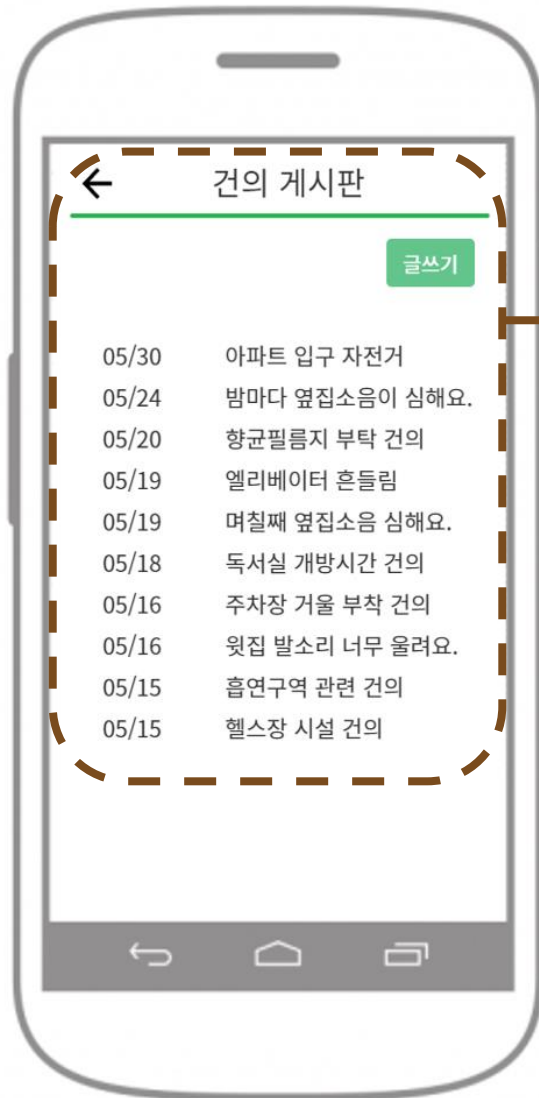 건의 게시판
글쓰기
05/30 아파트 입구 자전거
05/24 밤마다 옆집소음이 심해요.
05/20 향균필름지 부탁 건의
05/19 엘리베이터 흔들림
05/19 며칠째 옆집소음 심해요.
05/18 독서실 개방시간 건의
05/16 주차장 거울 부착 건의
05/16 윗집 발소리 너무 울려요.
05/15 흡연구역 관련 건의
05/15 헬스장 시설 건의